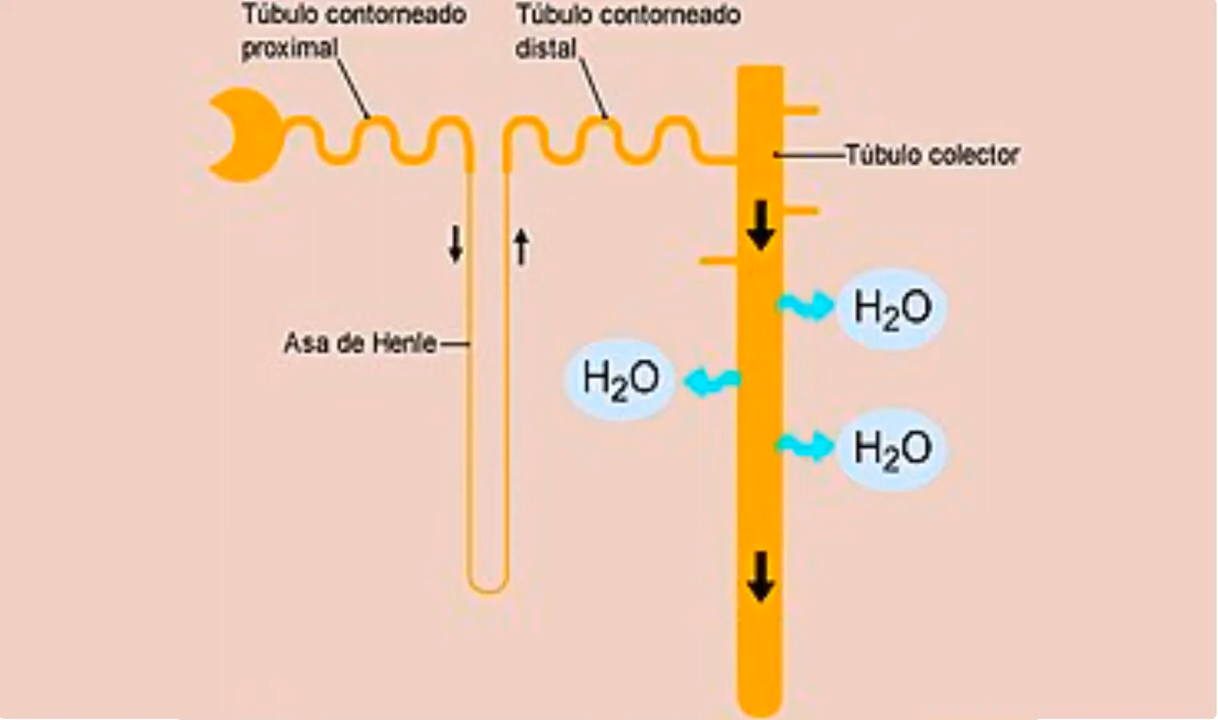 Túbulo contorneado
proximal
Túbulo contorneado
distal
Túbulo colector
H₂O
Asa de Henle
H₂O
H₂O